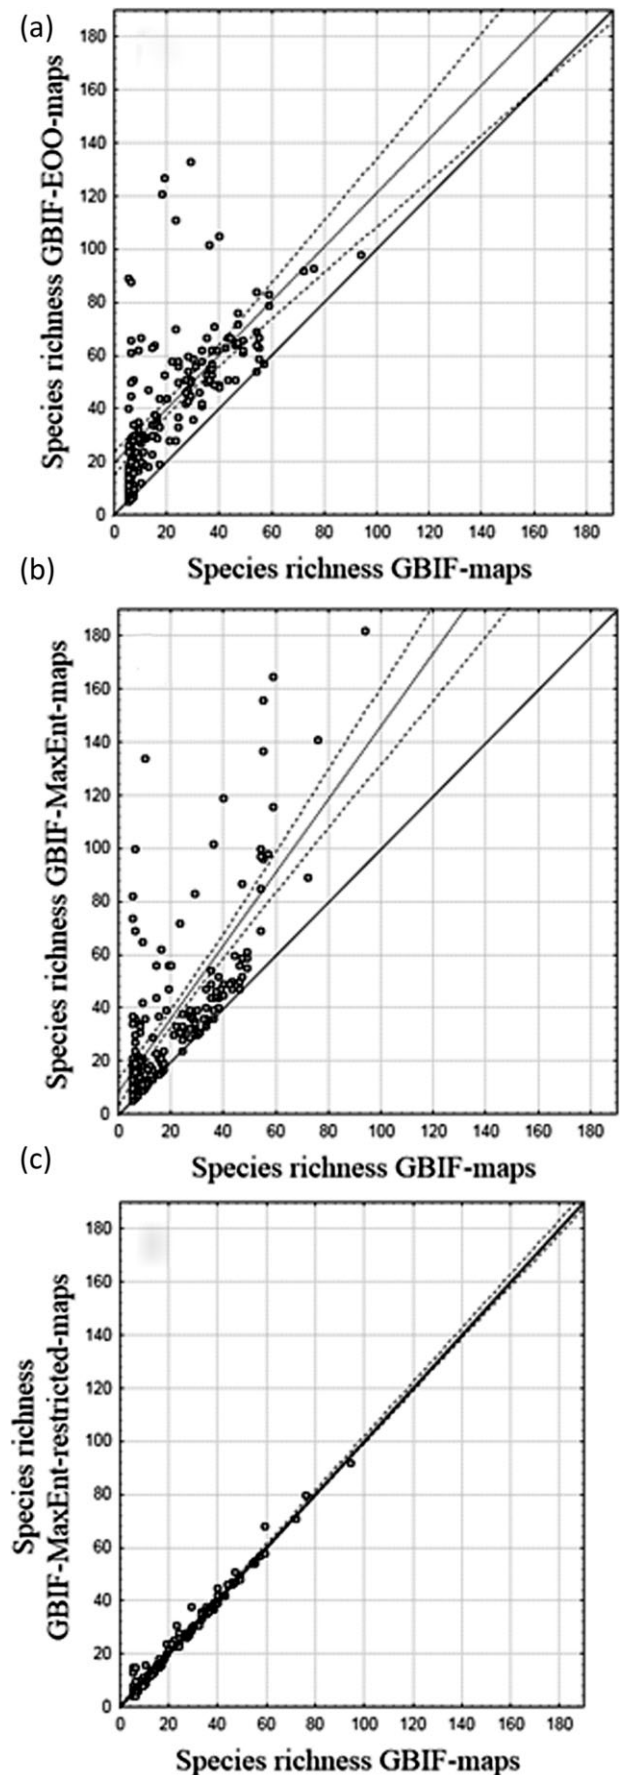 (a)
Species richness GBIF-EOO-maps
180
160
140
120
100
80
60
40
20
0
0 20 40 60 80 100 120 140 160 180
Species richness GBIF-maps
(b)
Species richness GBIF-MaxEnt-maps
180
160
140
120
100
80
60
40
20
0
0 20 40 60 80 100 120 140 160 180
Species richness GBIF-maps
(c)
Species richness
GBIF-MaxEnt-restricted-maps
180
160
140
120
100
80
60
40
20
0
0 20 40 60 80 100 120 140 160 180
Species richness GBIF-maps